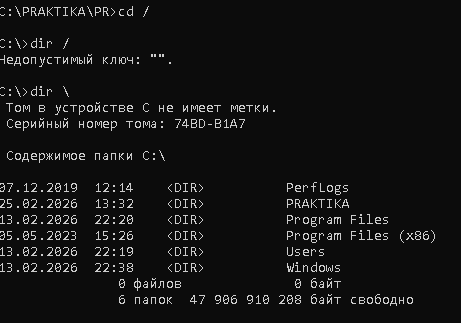 C:\PRAKTIKA\PR>cd /
C:\>dir /
Недопустимый ключ: "".
C:\>dir \
Том в устройстве C не имеет метки.
Серийный номер тома: 74BD-B1A7
Содержимое папки C:\
07.12.2019  12:14    <DIR>          PerfLogs
25.02.2026  13:32    <DIR>          PRAKTIKA
13.02.2026  22:20    <DIR>          Program Files
05.05.2023  15:26    <DIR>          Program Files (x86)
13.02.2026  22:19    <DIR>          Users
13.02.2026  22:38    <DIR>          Windows
0 файлов              0 байт
6 папок  47 906 910 208 байт свободно